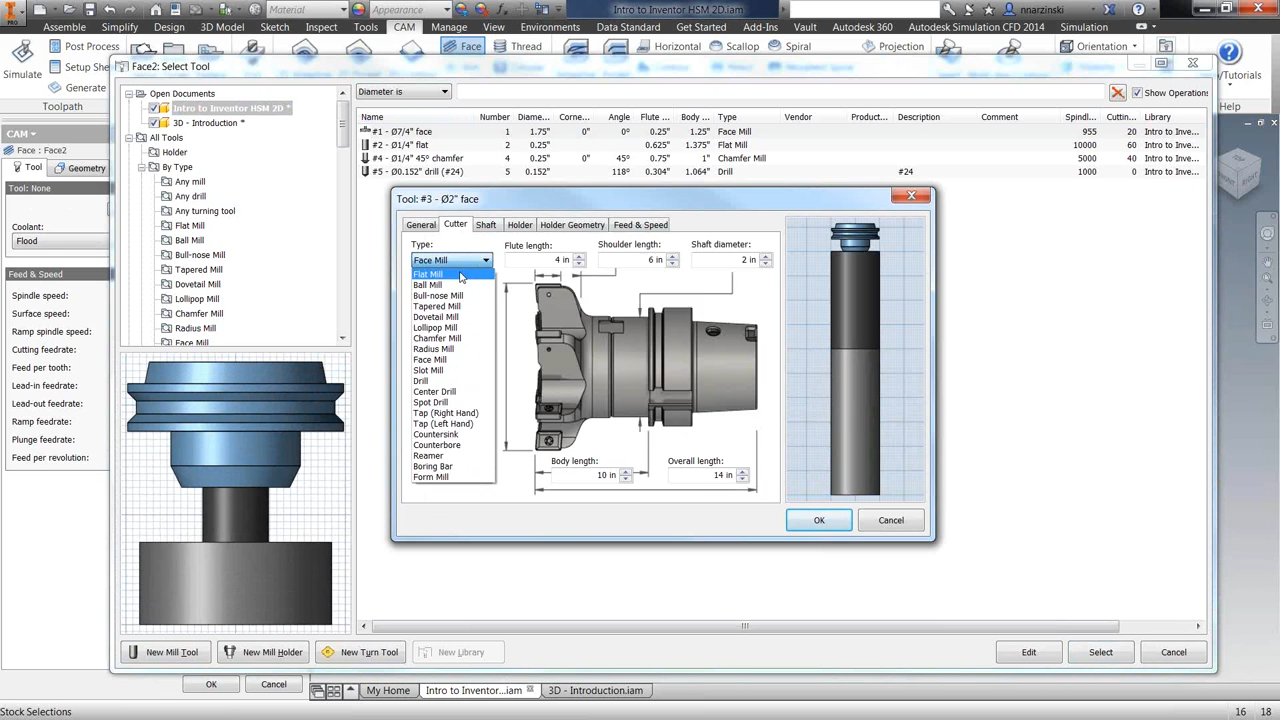 PRO
Material
Appearance
Intro to Inventor HSM 2D.iam
nnarzinski
Assemble Simplify Design 3D Model Sketch Inspect Tools CAM Manage View Environments Data Standard Get Started Add-Ins Vault Autodesk 360 Autodesk Simulation CFD 2014 Simulation
Simulate
Post Process
Setup She
Generate
Toolpath
Face Thread Horizontal Scallop Spiral Projection Orientation
/Tutorials
Help
Face2: Select Tool
CAM
Face : Face2
Tool Geometry
Tool: None
Coolant:
Flood
Feed & Speed
Spindle speed:
Surface speed:
Ramp spindle speed:
Cutting feedrate:
Feed per tooth:
Lead-in feedrate:
Lead-out feedrate:
Ramp feedrate:
Plunge feedrate:
Feed per revolution:
OK Cancel
Open Documents
Intro to Inventor HSM 2D *
3D - Introduction *
All Tools
Holder
By Type
Any mill
Any drill
Any turning tool
Flat Mill
Ball Mill
Bull-nose Mill
Tapered Mill
Dovetail Mill
Lollipop Mill
Chamfer Mill
Radius Mill
Face Mill
Diameter is
Show Operations
Name Number Diame... Corne... Angle Flute ... Body ... Type Vendor Product... Description Comment Spindl... Cuttin... Library
#1 - Ø7/4" face 1 1.75" 0" 0° 0.25" 1.25" Face Mill 955 20 Intro to Inve...
#2 - Ø1/4" flat 2 0.25" 0.625" 1.375" Flat Mill 10000 60 Intro to Inve...
#4 - Ø1/4" 45° chamfer 4 0.25" 0" 45° 0.75" 1" Chamfer Mill 5000 40 Intro to Inve...
#5 - Ø0.152" drill (#24) 5 0.152" 118° 0.304" 1.064" Drill #24 1000 0 Intro to Inve...
Tool: #3 - Ø2" face
General Cutter Shaft Holder Holder Geometry Feed & Speed
Type:
Face Mill
Flat Mill
Ball Mill
Bull-nose Mill
Tapered Mill
Dovetail Mill
Lollipop Mill
Chamfer Mill
Radius Mill
Face Mill
Slot Mill
Drill
Center Drill
Spot Drill
Tap (Right Hand)
Tap (Left Hand)
Countersink
Counterbore
Reamer
Boring Bar
Form Mill
Flute length:
4 in
Shoulder length:
6 in
Shaft diameter:
2 in
Body length:
10 in
Overall length:
14 in
OK Cancel
New Mill Tool New Mill Holder New Turn Tool New Library Edit Select Cancel
My Home Intro to Inventor...iam 3D - Introduction.iam
Stock Selections
16 18